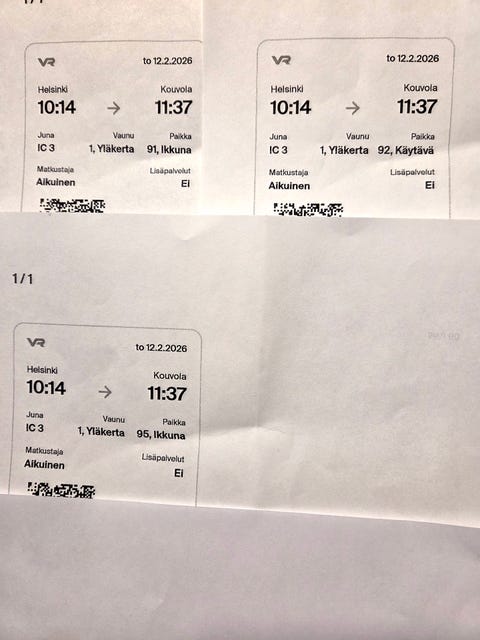 VR to 12.2.2026
Helsinki Kouvola
10:14 → 11:37
Juna Vaunu Paikka
IC 3 1, Yläkerta 91, Ikkuna
Matkustaja Lisäpalvelut
Aikuinen Ei
VR to 12.2.2026
Helsinki Kouvola
10:14 → 11:37
Juna Vaunu Paikka
IC 3 1, Yläkerta 92, Käytävä
Matkustaja Lisäpalvelut
Aikuinen Ei
1/1
VR to 12.2.2026
Helsinki Kouvola
10:14 → 11:37
Juna Vaunu Paikka
IC 3 1, Yläkerta 95, Ikkuna
Matkustaja Lisäpalvelut
Aikuinen Ei